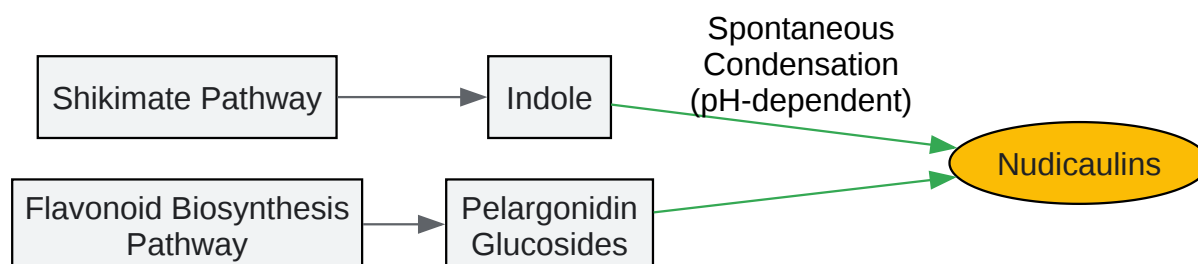 Spontaneous
Condensation
(pH-dependent)
Shikimate Pathway
Indole
Nudicaulins
Flavonoid Biosynthesis
Pathway
Pelargonidin
Glucosides